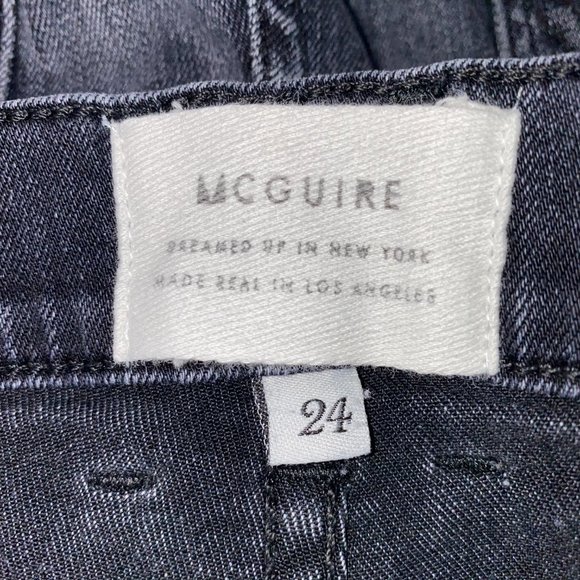 MCGUIRE
DREAMED UP IN NEW YORK
MADE REAL IN LOS ANGELES
24